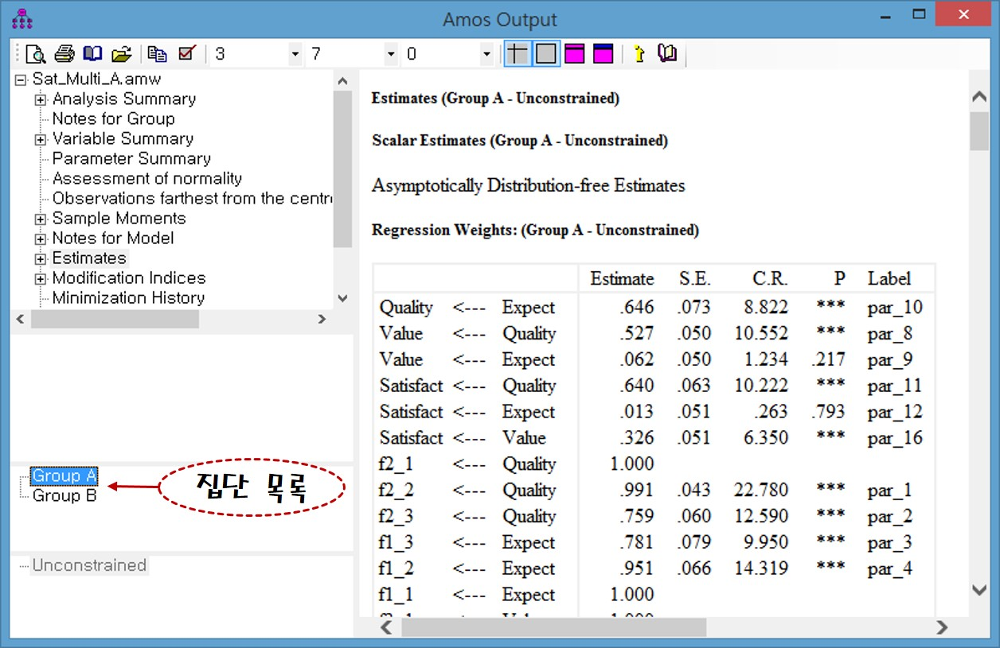 Amos Output
3 7 0
Sat_Multi_A.amw
Analysis Summary
Notes for Group
Variable Summary
Parameter Summary
Assessment of normality
Observations farthest from the centr
Sample Moments
Notes for Model
Estimates
Modification Indices
Minimization History
Group A
Group B
집단 목록
Unconstrained
Estimates (Group A - Unconstrained)
Scalar Estimates (Group A - Unconstrained)
Asymptotically Distribution-free Estimates
Regression Weights: (Group A - Unconstrained)
Estimate S.E. C.R. P Label
Quality <--- Expect .646 .073 8.822 *** par_10
Value <--- Quality .527 .050 10.552 *** par_8
Value <--- Expect .062 .050 1.234 .217 par_9
Satisfact <--- Quality .640 .063 10.222 *** par_11
Satisfact <--- Expect .013 .051 .263 .793 par_12
Satisfact <--- Value .326 .051 6.350 *** par_16
f2_1 <--- Quality 1.000
f2_2 <--- Quality .991 .043 22.780 *** par_1
f2_3 <--- Quality .759 .060 12.590 *** par_2
f1_3 <--- Expect .781 .079 9.950 *** par_3
f1_2 <--- Expect .951 .066 14.319 *** par_4
f1_1 <--- Expect 1.000